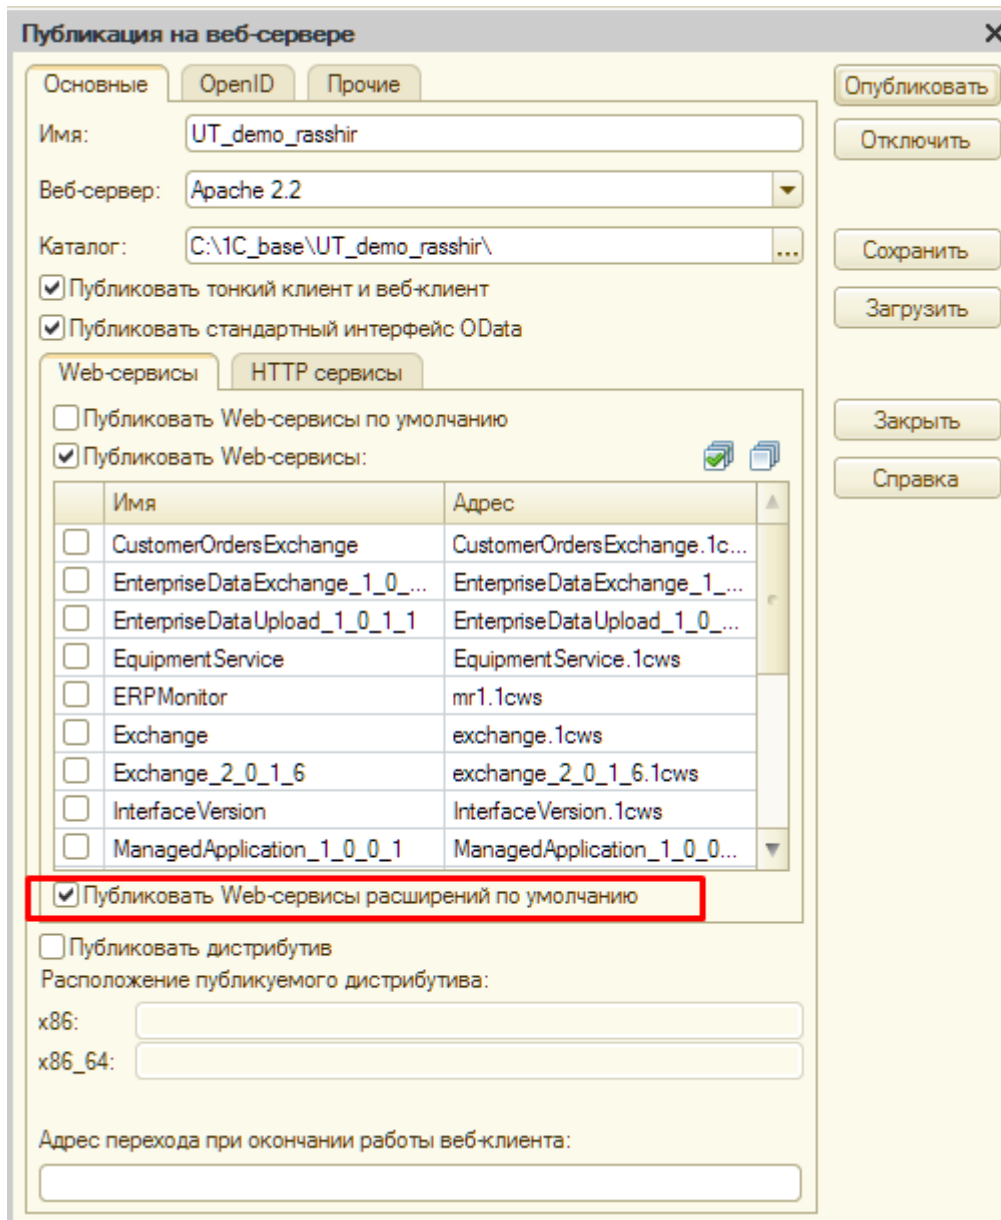 Публикация на веб-сервере
Основные OpenID Прочие
Опубликовать
Имя: UT_demo_rasshir
Отключить
Веб-сервер: Apache 2.2
Каталог: C:\1C_base\UT_demo_rasshir\ ...
Сохранить
Публиковать тонкий клиент и веб-клиент
Загрузить
Публиковать стандартный интерфейс OData
Web-сервисы HTTP сервисы
Публиковать Web-сервисы по умолчанию
Закрыть
Публиковать Web-сервисы:
Справка
Имя Адрес
CustomerOrdersExchange CustomerOrdersExchange.1c...
EnterpriseDataExchange_1_0_... EnterpriseDataExchange_1_...
EnterpriseDataUpload_1_0_1_1 EnterpriseDataUpload_1_0_...
EquipmentService EquipmentService.1cws
ERPMonitor mr1.1cws
Exchange exchange.1cws
Exchange_2_0_1_6 exchange_2_0_1_6.1cws
InterfaceVersion InterfaceVersion.1cws
ManagedApplication_1_0_0_1 ManagedApplication_1_0_0...
Публиковать Web-сервисы расширений по умолчанию
Публиковать дистрибутив
Расположение публикуемого дистрибутива:
x86:
x86_64:
Адрес перехода при окончании работы веб-клиента: